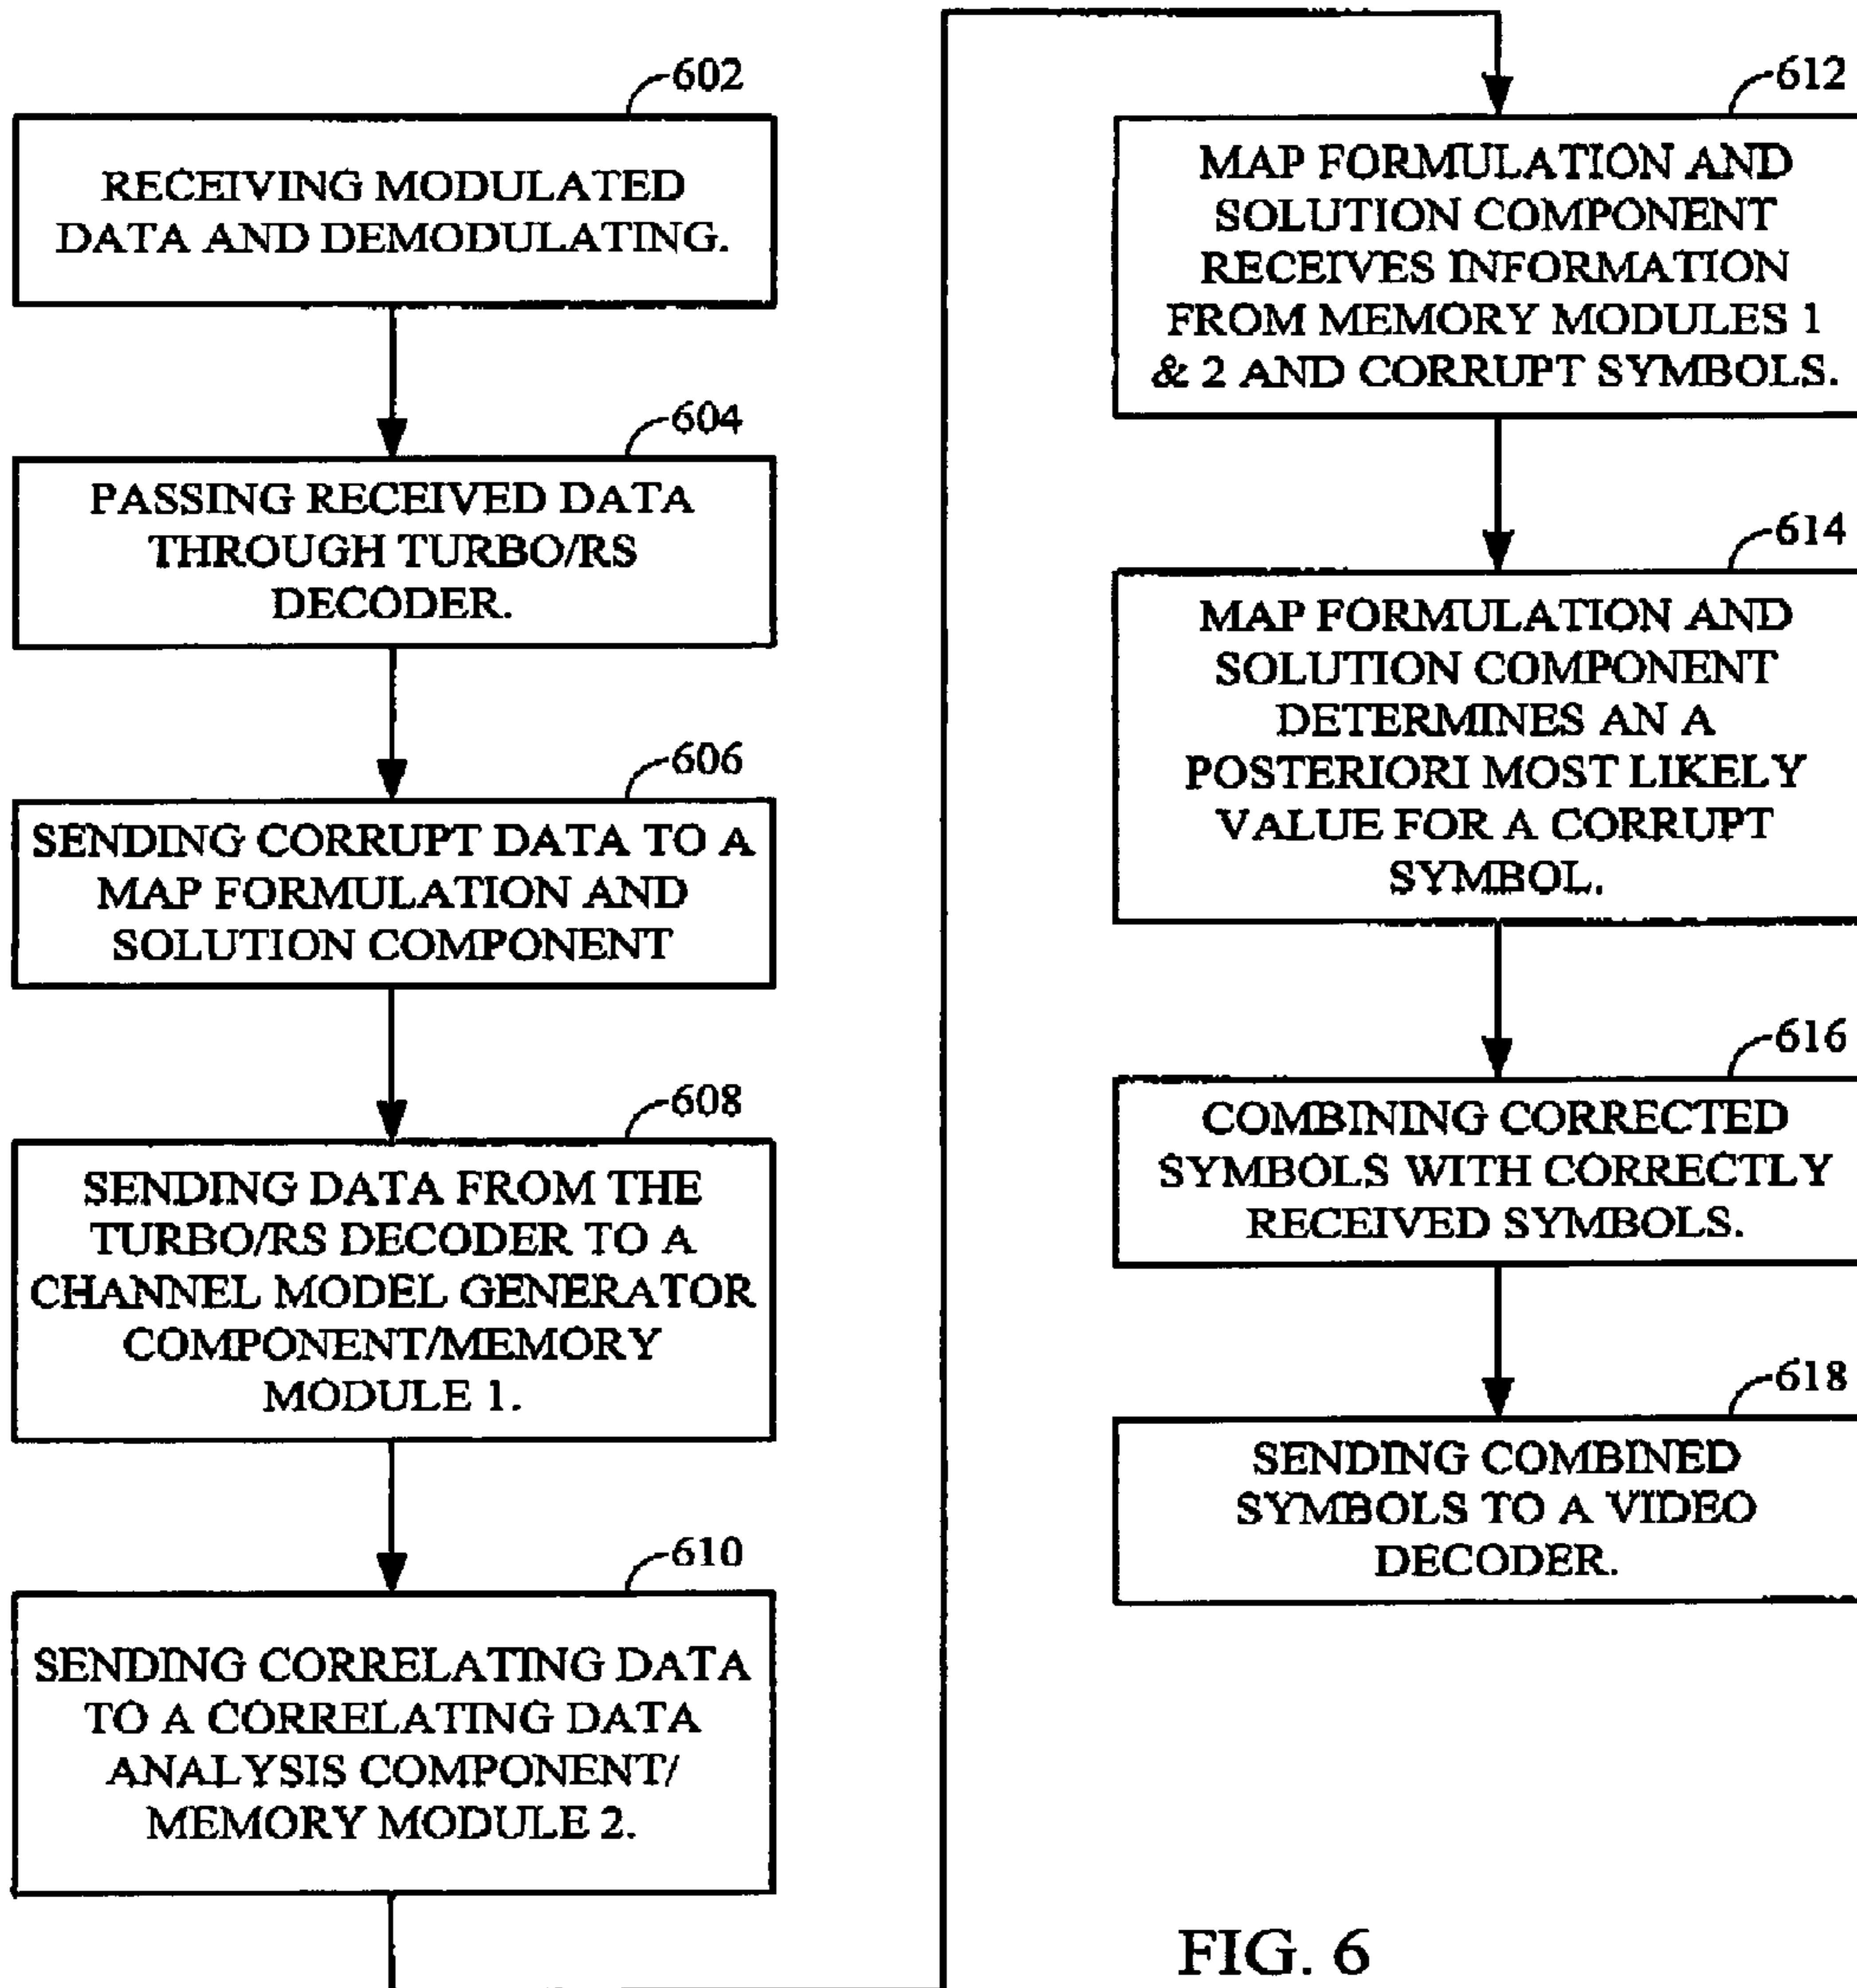 602
RECEIVING MODULATED
DATA AND DEMODULATING.
604
PASSING RECEIVED DATA
THROUGH TURBO/RS
DECODER.
606
SENDING CORRUPT DATA TO A
MAP FORMULATION AND
SOLUTION COMPONENT
608
SENDING DATA FROM THE
TURBO/RS DECODER TO A
CHANNEL MODEL GENERATOR
COMPONENT/MEMORY
MODULE 1.
610
SENDING CORRELATING DATA
TO A CORRELATING DATA
ANALYSIS COMPONENT/
MEMORY MODULE 2.
612
MAP FORMULATION AND
SOLUTION COMPONENT
RECEIVES INFORMATION
FROM MEMORY MODULES 1
& 2 AND CORRUPT SYMBOLS.
614
MAP FORMULATION AND
SOLUTION COMPONENT
DETERMINES AN A
POSTERIORI MOST LIKELY
VALUE FOR A CORRUPT
SYMBOL.
616
COMBINING CORRECTED
SYMBOLS WITH CORRECTLY
RECEIVED SYMBOLS.
618
SENDING COMBINED
SYMBOLS TO A VIDEO
DECODER.
FIG. 6